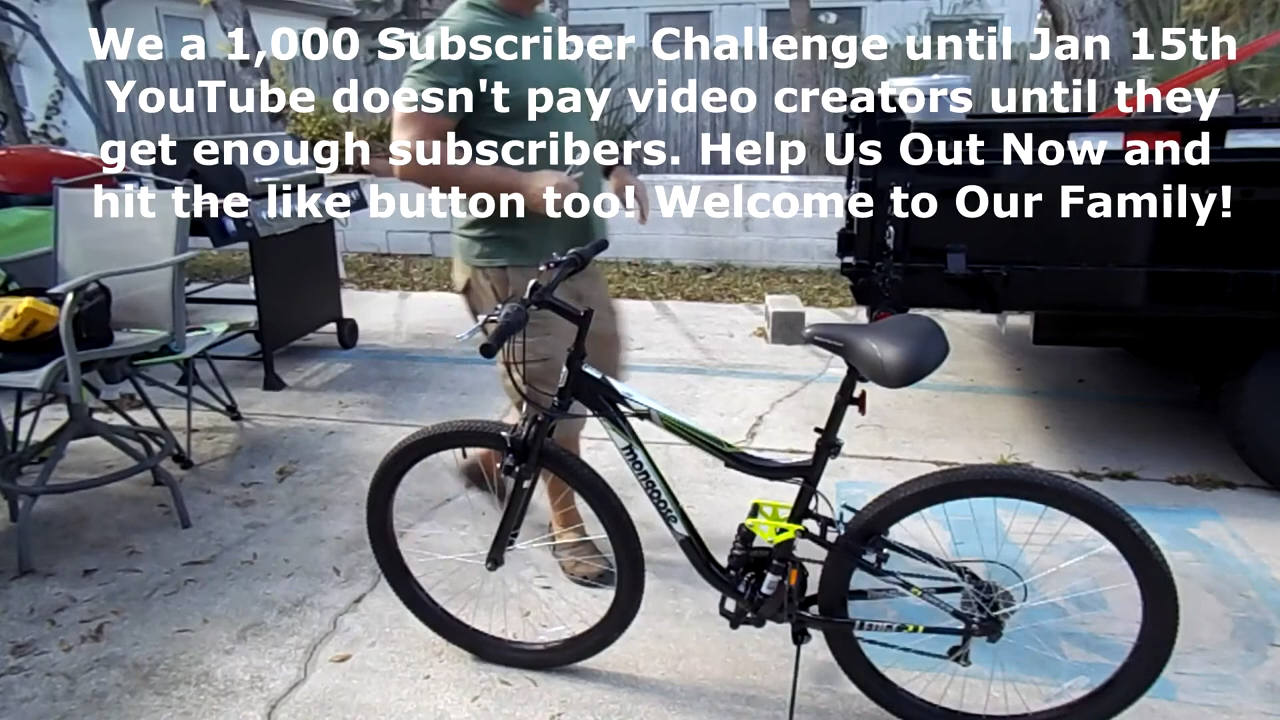 We a 1,000 Subscriber Challenge until Jan 15th
YouTube doesn't pay video creators until they
get enough subscribers. Help Us Out Now and
hit the like button too! Welcome to Our Family!
mongoose